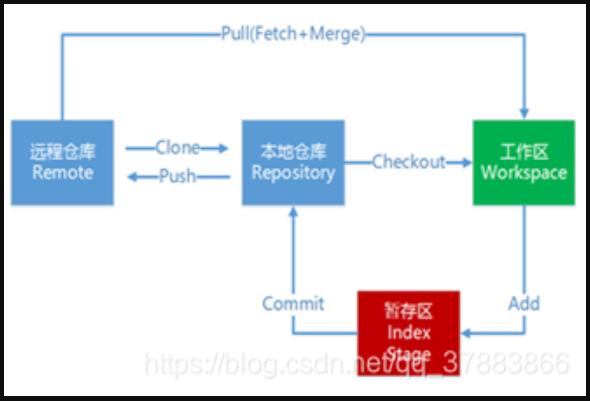 Pull(Fetch+Merge)
远程仓库
Remote
Clone
Push
本地仓库
Repository
Checkout
工作区
Workspace
Commit
暂存区
Index
Stage
Add
https://blog.csdn.net/qq_37883866